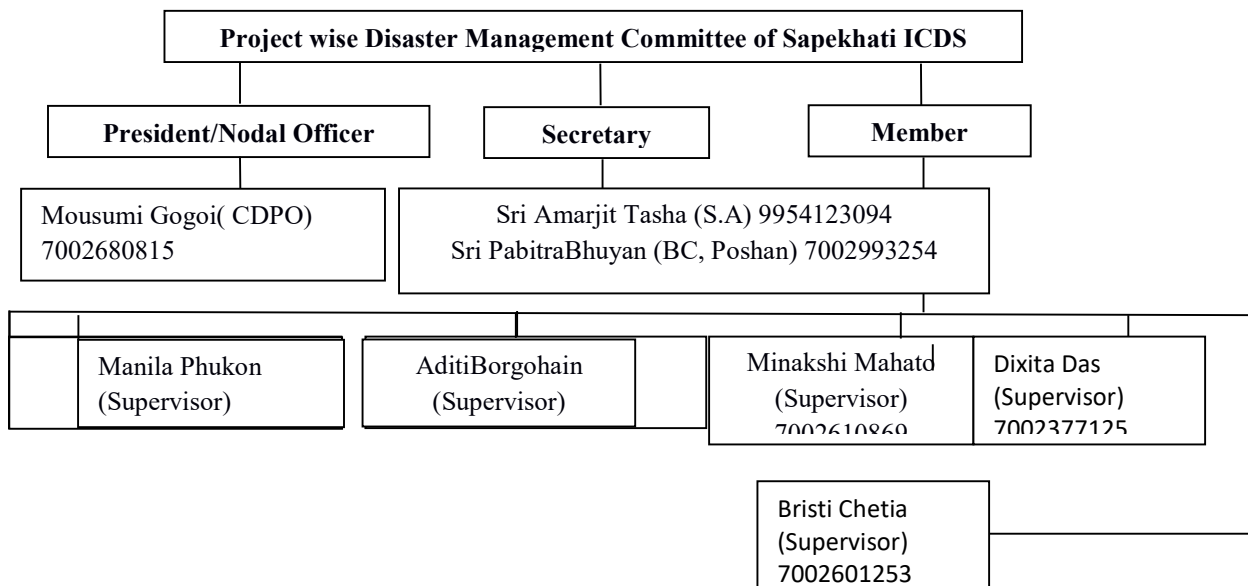 Project wise Disaster Management Committee of Sapekhati ICDS
President/Nodal Officer
Secretary
Member
Mousumi Gogoi( CDPO)
7002680815
Sri Amarjit Tasha (S.A) 9954123094
Sri PabitraBhuyan (BC, Poshan) 7002993254
Manila Phukon
(Supervisor)
AditiBorgohain
(Supervisor)
Minakshi Mahato
(Supervisor)
7002610869
Dixita Das
(Supervisor)
7002377125
Bristi Chetia
(Supervisor)
7002601253